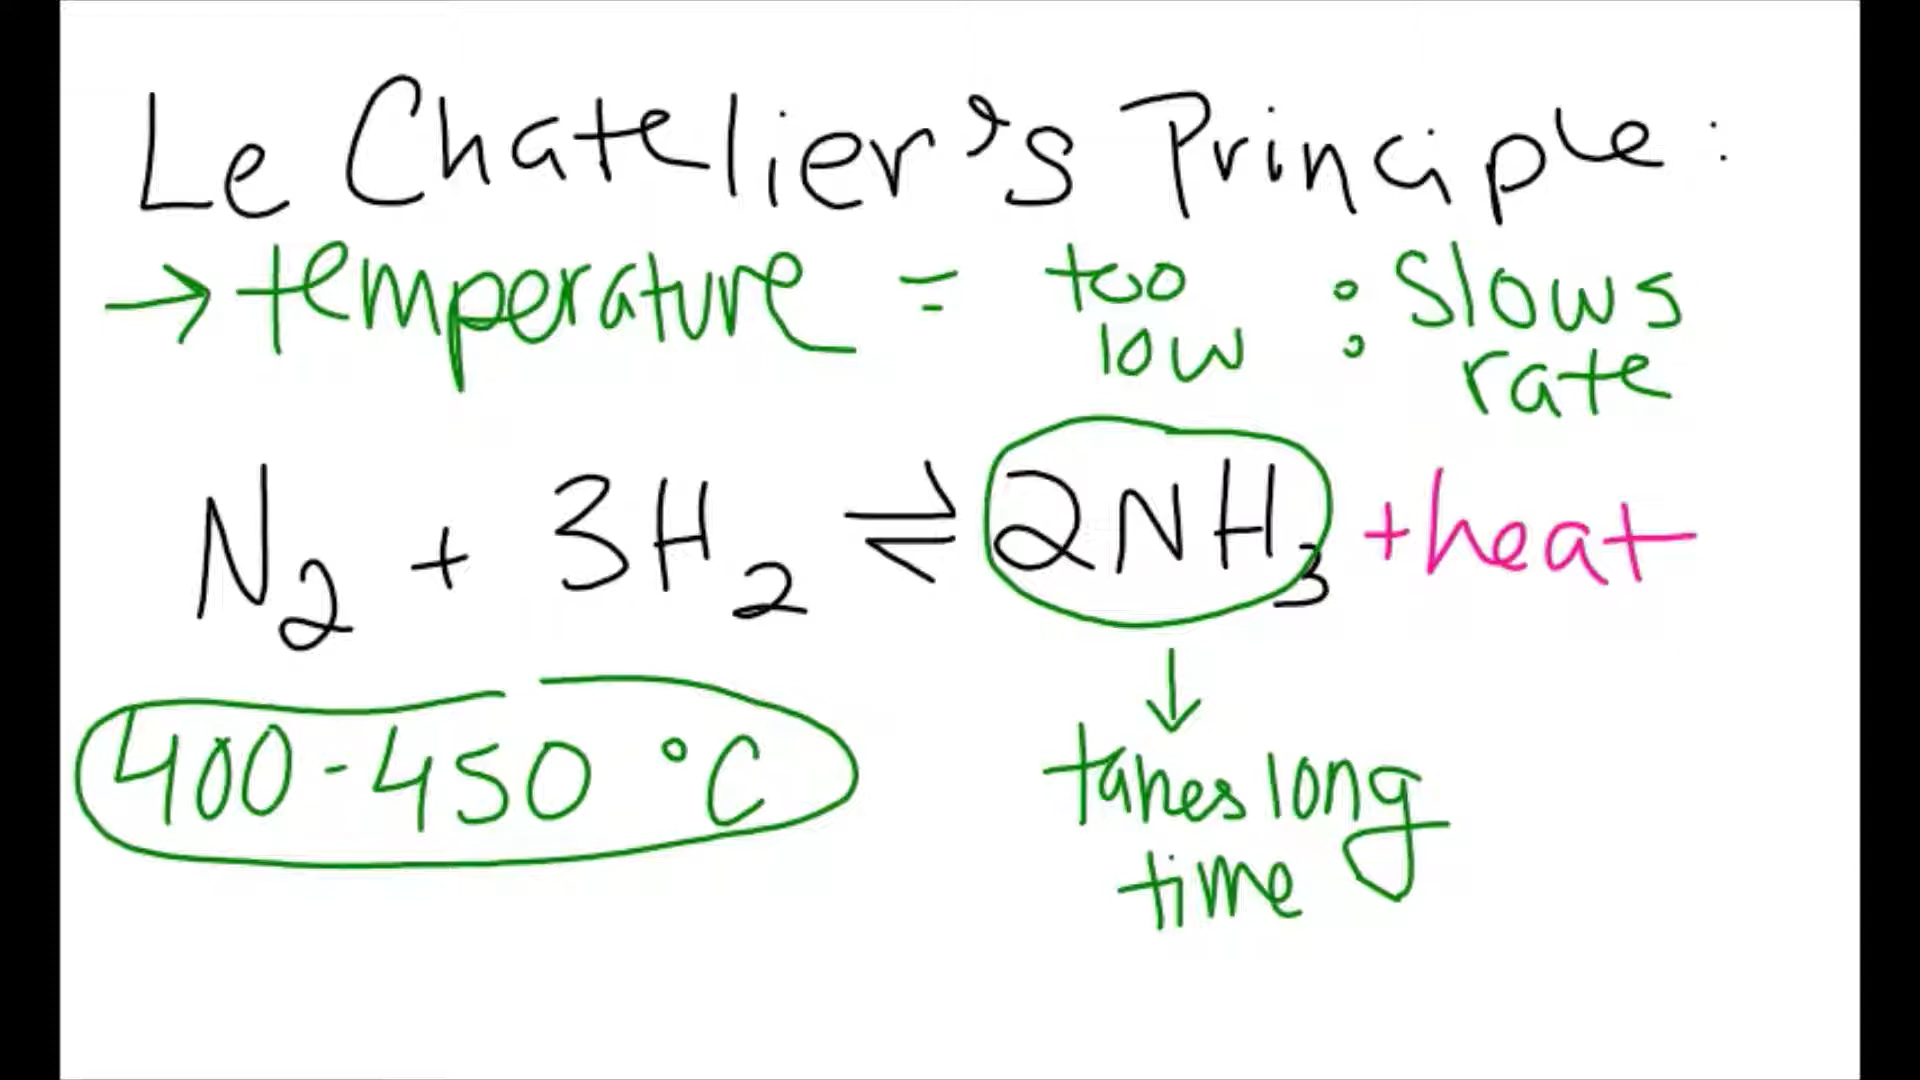 Le Chatelier's Principle:
→ temperature = too low : slows rate
N₂ + 3H₂ ⇌ 2NH₃ + heat
400-450 °C
↓
takes long
time